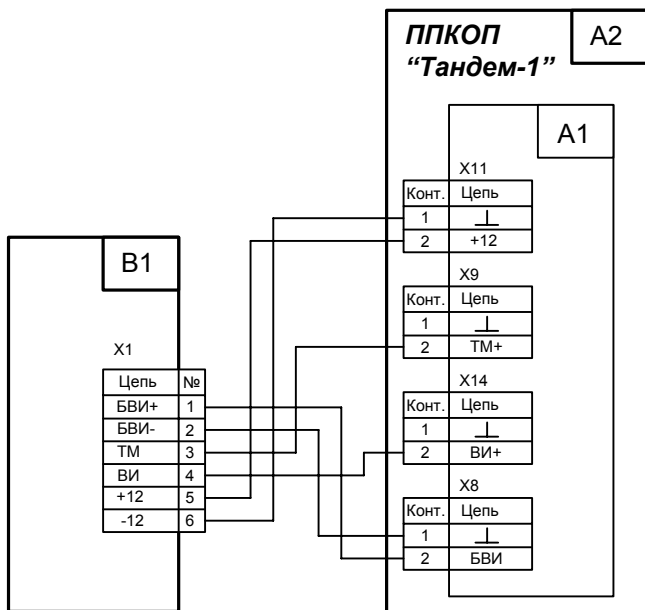 ППКОП
“Тандем-1”
A2
A1
X11
Конт. Цепь
1 ⊥
2 +12
X9
Конт. Цепь
1 ⊥
2 ТМ+
X14
Конт. Цепь
1 ⊥
2 ВИ+
X8
Конт. Цепь
1 ⊥
2 БВИ
B1
X1
Цепь №
БВИ+ 1
БВИ- 2
ТМ 3
ВИ 4
+12 5
-12 6